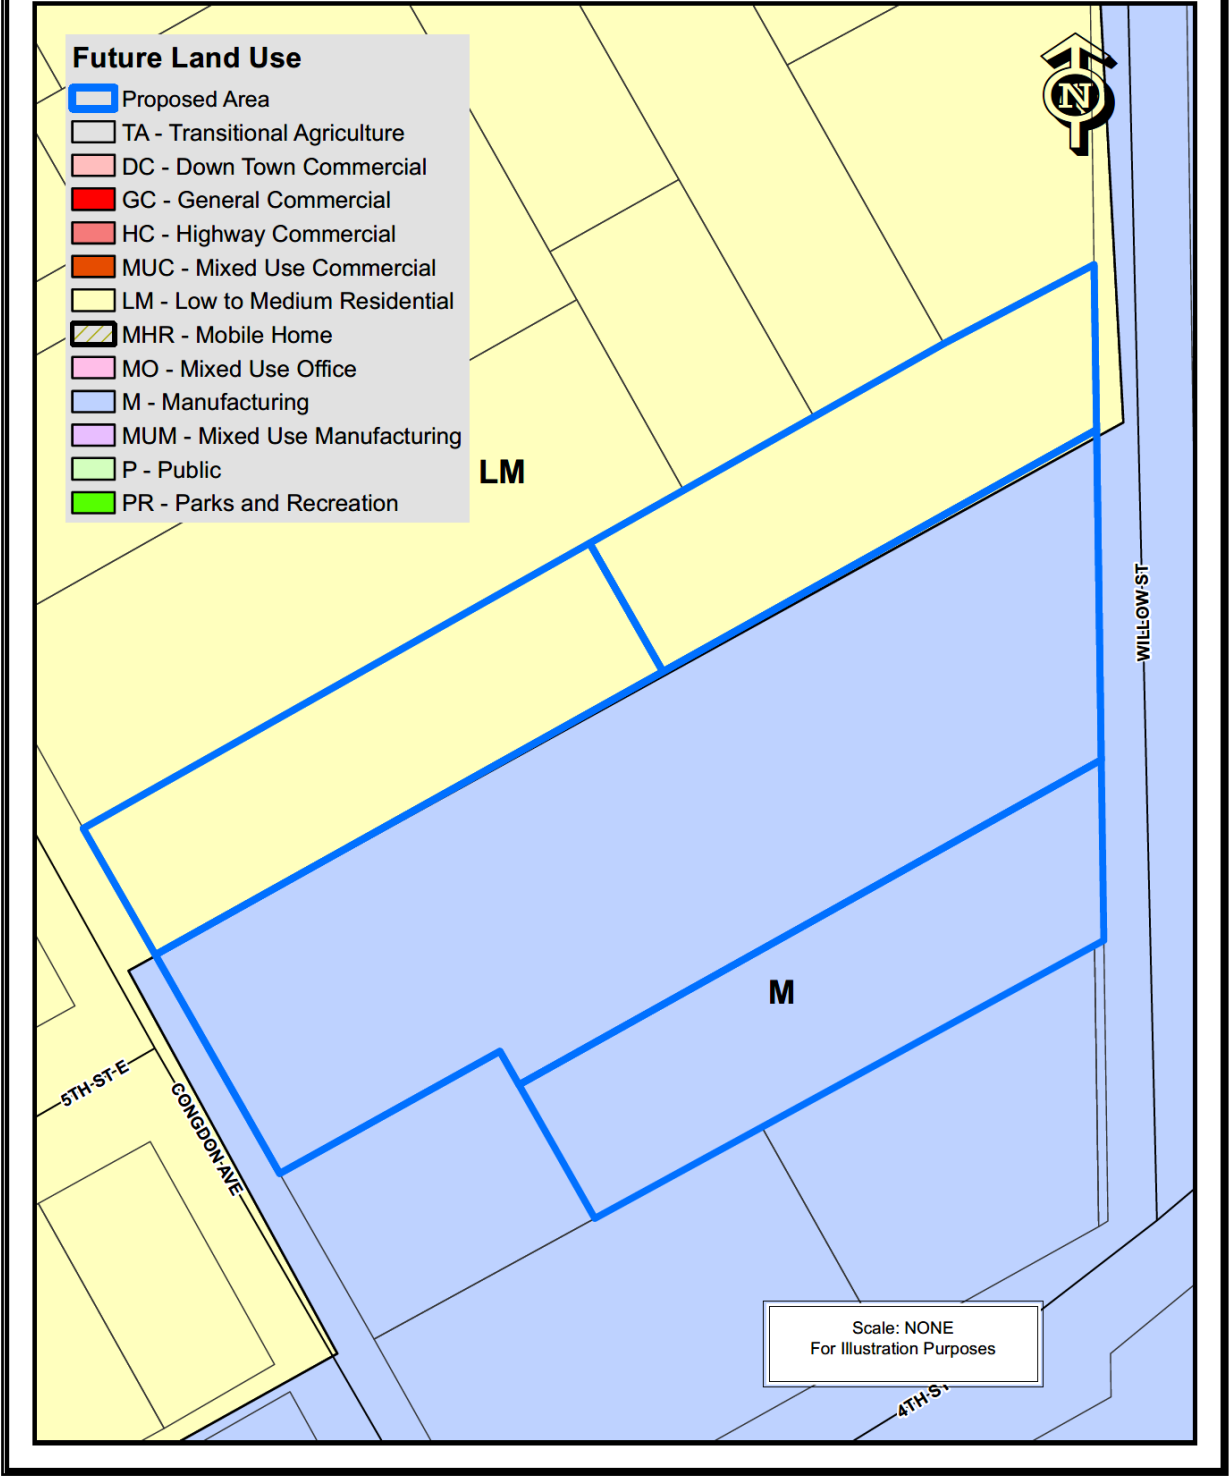 Future Land Use
Proposed Area
TA - Transitional Agriculture
DC - Down Town Commercial
GC - General Commercial
HC - Highway Commercial
MUC - Mixed Use Commercial
LM - Low to Medium Residential
MHR - Mobile Home
MO - Mixed Use Office
M - Manufacturing
MUM - Mixed Use Manufacturing
P - Public
PR - Parks and Recreation
N
LM
WILLOW ST
M
5TH ST E
CONGDON AVE
Scale: NONE
For Illustration Purposes
4TH ST